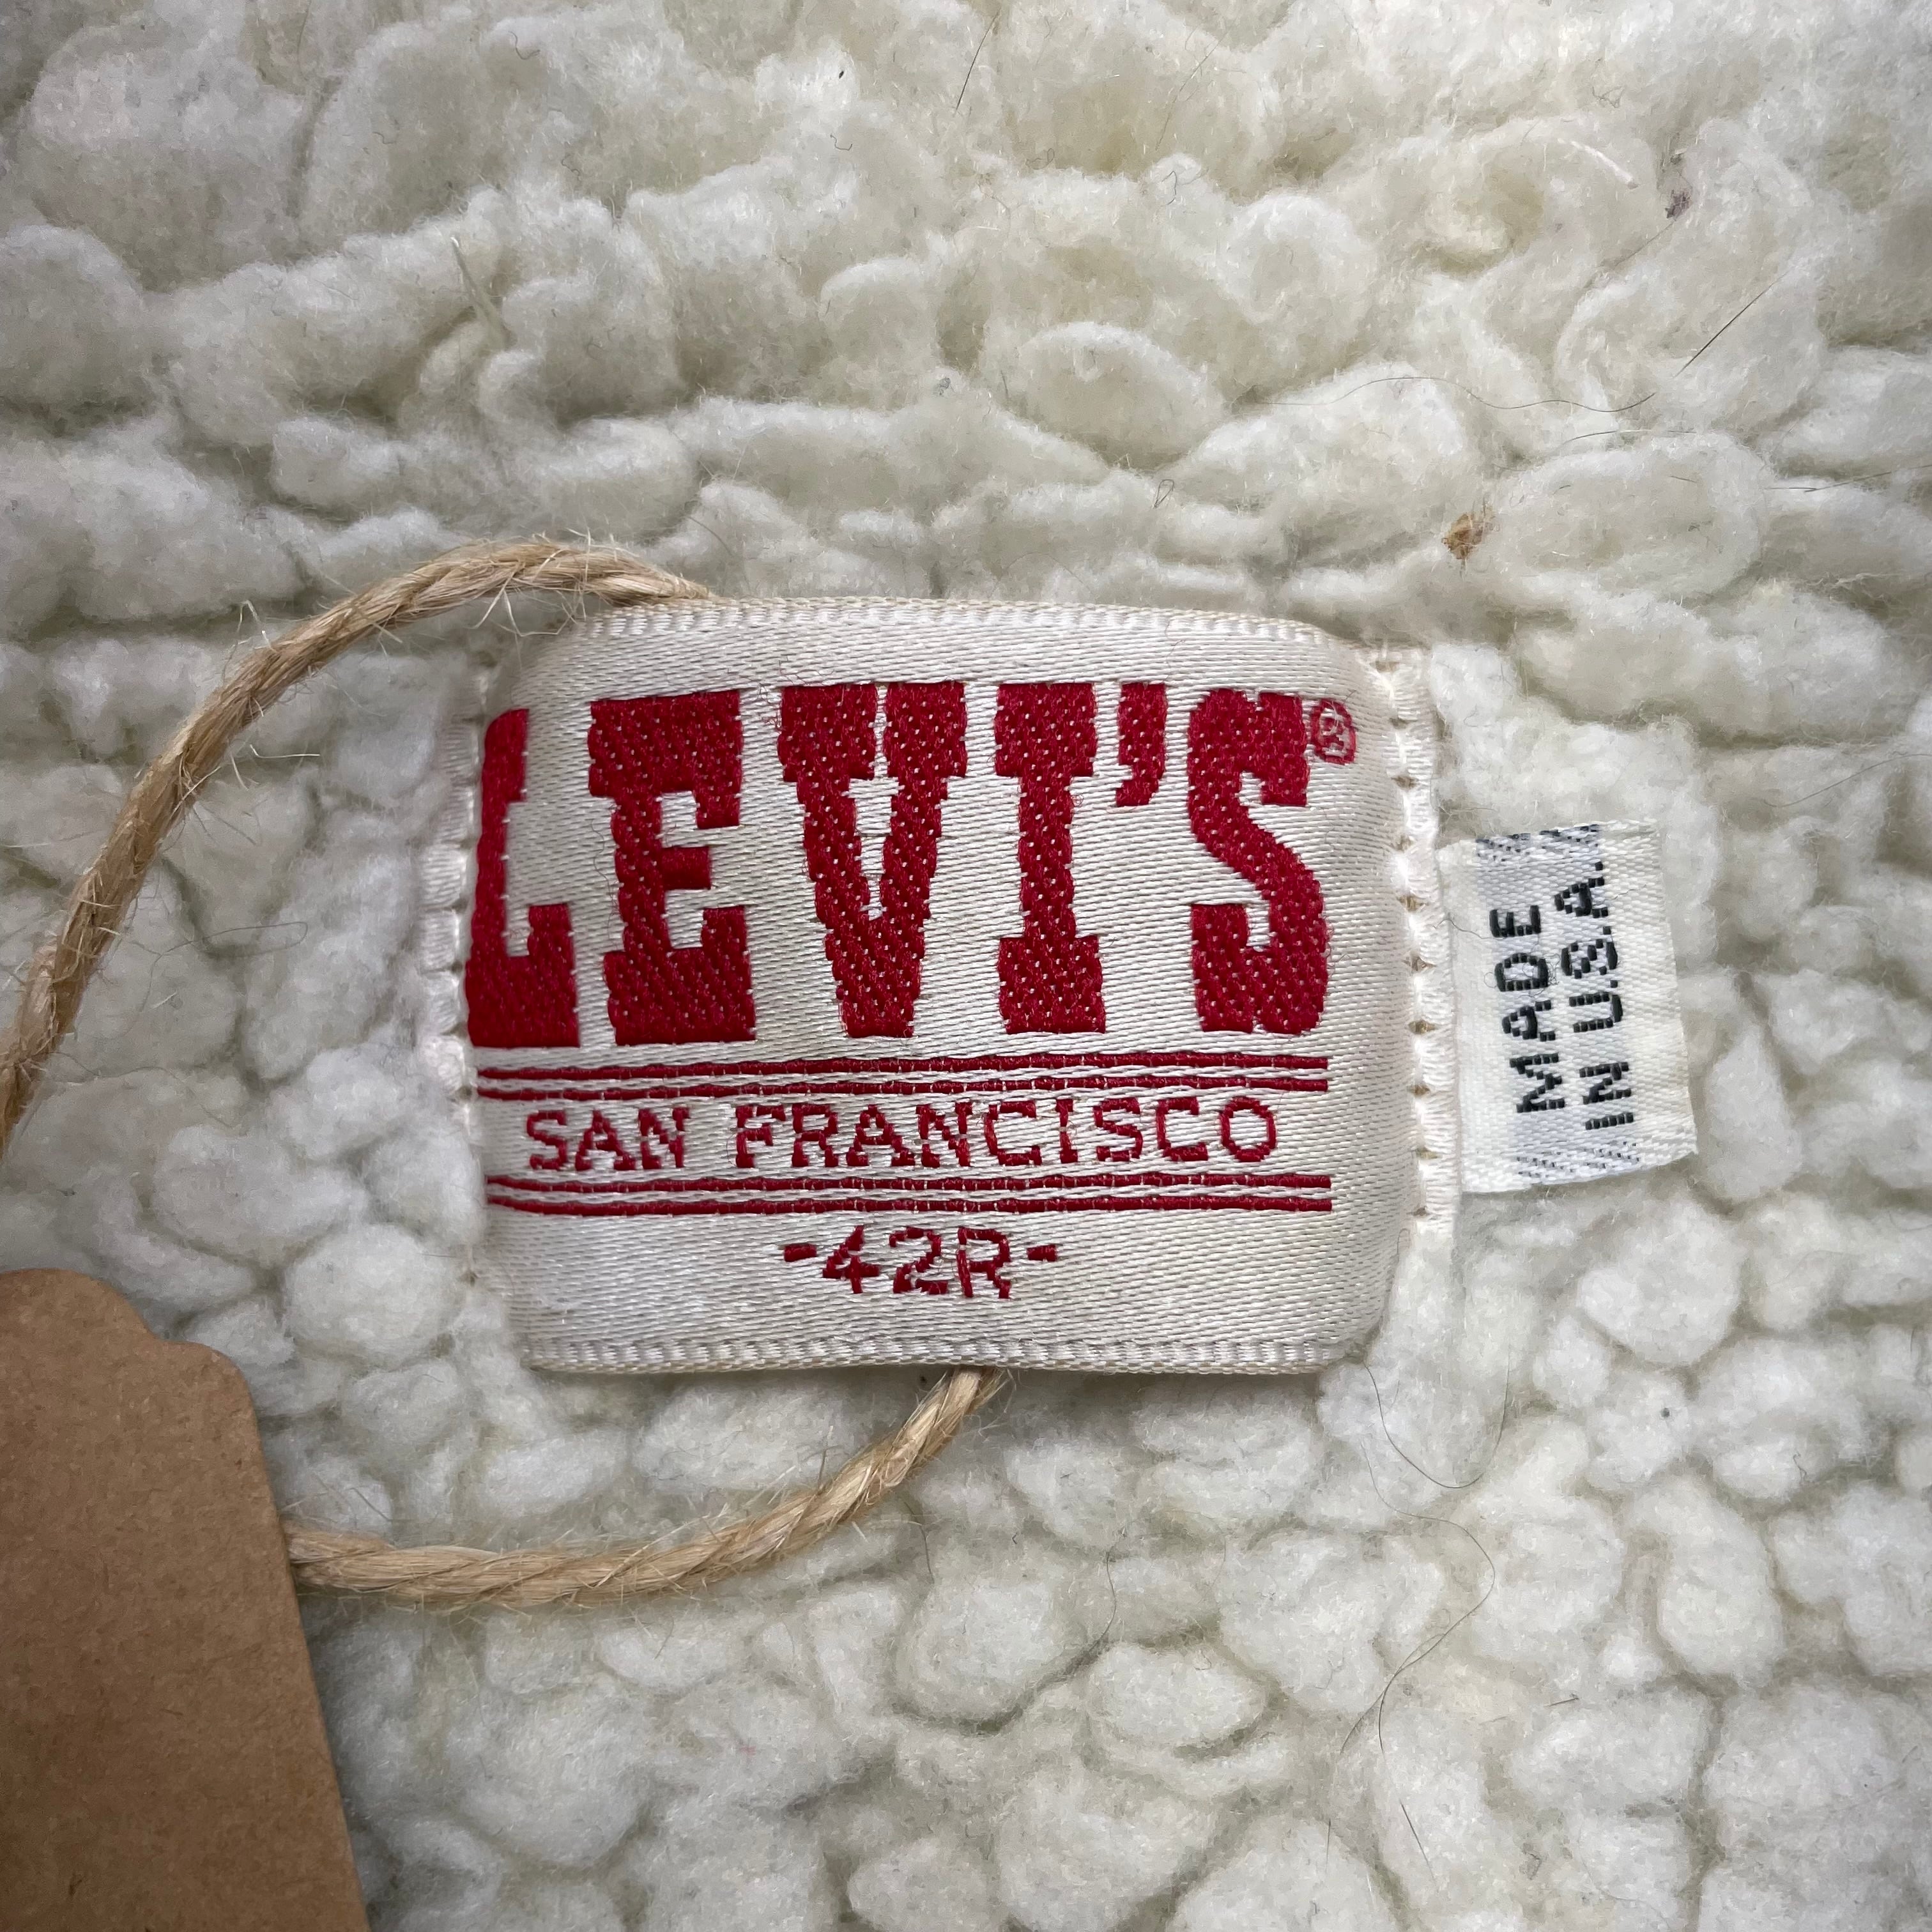 LEVI'S®
SAN FRANCISCO
-42R-
MADE
IN U.S.A.